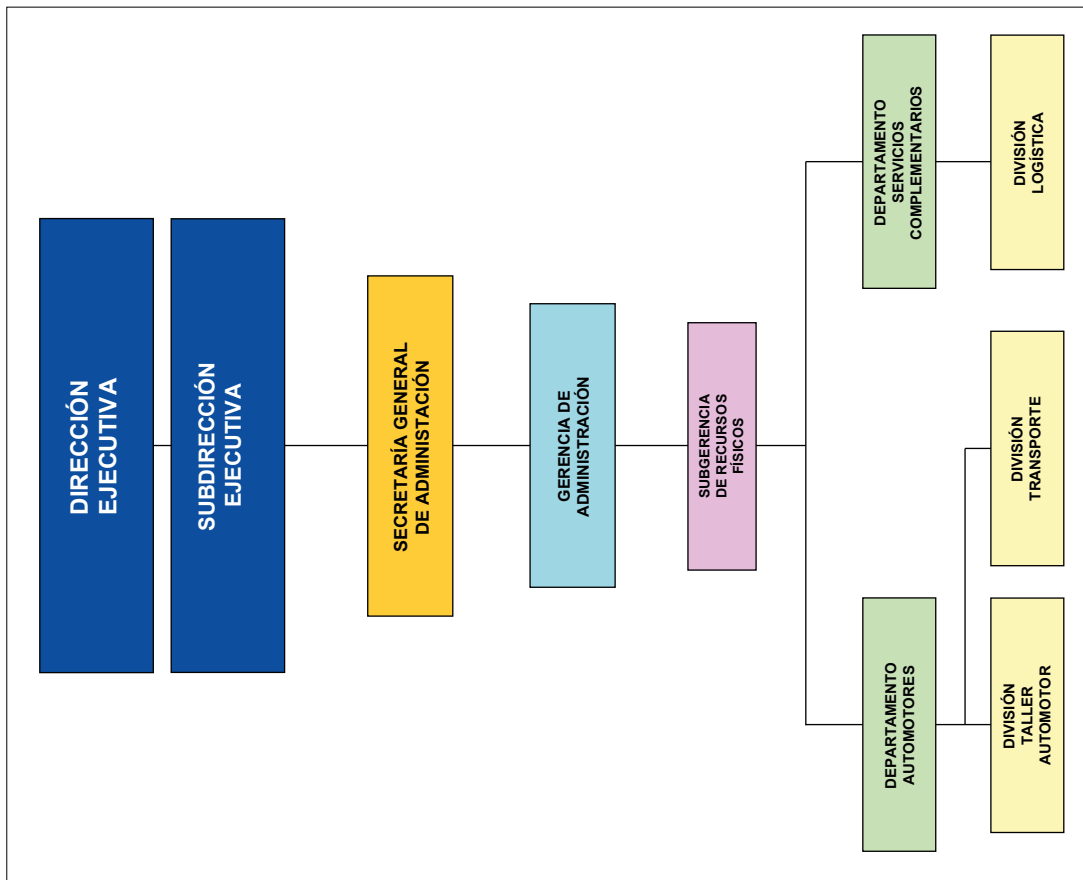 DIRECCIÓN
EJECUTIVA
SUBDIRECCIÓN
EJECUTIVA
SECRETARÍA GENERAL
DE ADMINISTACIÓN
GERENCIA DE
ADMINISTRACIÓN
SUBGERENCIA
DE RECURSOS
FÍSICOS
DEPARTAMENTO
AUTOMOTORES
DEPARTAMENTO
SERVICIOS
COMPLEMENTARIOS
DIVISIÓN
TALLER
AUTOMOTOR
DIVISIÓN
TRANSPORTE
DIVISIÓN
LOGÍSTICA